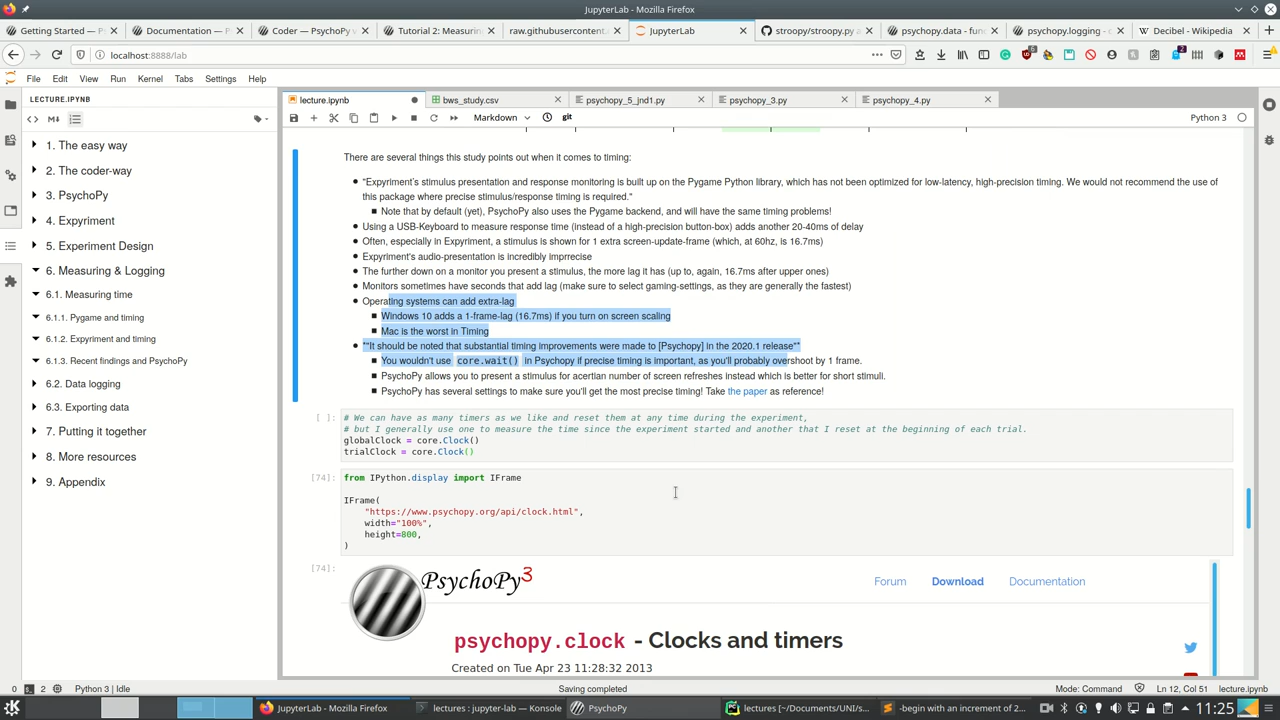 JupyterLab - Mozilla Firefox
Getting Started — P
Documentation — P
Coder — PsychoPy v
Tutorial 2: Measurin
raw.githubusercontent.
JupyterLab
stroopy/stroopy.py a
psychopy.data - fun
psychopy.logging -
Decibel - Wikipedia
localhost:8888/lab
File Edit View Run Kernel Tabs Settings Help
LECTURE.IPYNB
lecture.ipynb
bws_study.csv
psychopy_5_jnd1.py
psychopy_3.py
psychopy_4.py
Markdown
git
Python 3
1. The easy way
2. The coder-way
3. PsychoPy
4. Expyriment
5. Experiment Design
6. Measuring & Logging
6.1. Measuring time
6.1.1. Pygame and timing
6.1.2. Expyriment and timing
6.1.3. Recent findings and PsychoPy
6.2. Data logging
6.3. Exporting data
7. Putting it together
8. More resources
9. Appendix
There are several things this study points out when it comes to timing:
"Expyriment's stimulus presentation and response monitoring is built up on the Pygame Python library, which has not been optimized for low-latency, high-precision timing. We would not recommend the use of
this package where precise stimulus/response timing is required."
Note that by default (yet), PsychoPy also uses the Pygame backend, and will have the same timing problems!
Using a USB-Keyboard to measure response time (instead of a high-precision button-box) adds another 20-40ms of delay
Often, especially in Expyriment, a stimulus is shown for 1 extra screen-update-frame (which, at 60hz, is 16.7ms)
Expyriment's audio-presentation is incredibly imprrecise
The further down on a monitor you present a stimulus, the more lag it has (up to, again, 16.7ms after upper ones)
Monitors sometimes have seconds that add lag (make sure to select gaming-settings, as they are generally the fastest)
Operating systems can add extra-lag
Windows 10 adds a 1-frame-lag (16.7ms) if you turn on screen scaling
Mac is the worst in Timing
""It should be noted that substantial timing improvements were made to [Psychopy] in the 2020.1 release""
You wouldn't use core.wait() in Psychopy if precise timing is important, as you'll probably overshoot by 1 frame.
PsychoPy allows you to present a stimulus for acertian number of screen refreshes instead which is better for short stimuli.
PsychoPy has several settings to make sure you'll get the most precise timing! Take the paper as reference!
[ ]:
# We can have as many timers as we like and reset them at any time during the experiment,
# but I generally use one to measure the time since the experiment started and another that I reset at the beginning of each trial.
globalClock = core.Clock()
trialClock = core.Clock()
[74]:
from IPython.display import IFrame
IFrame(
"https://www.psychopy.org/api/clock.html",
width="100%",
height=800,
)
[74]:
PsychoPy3
Forum Download Documentation
psychopy.clock - Clocks and timers
Created on Tue Apr 23 11:28:32 2013
0 2 Python 3 | Idle
Saving completed
Mode: Command
Ln 12, Col 51
lecture.ipynb
JupyterLab - Mozilla Firefox
lectures : jupyter-lab — Konsole
PsychoPy
lectures [~/Documents/UNI/s...
-begin with an increment of 2...
11:25